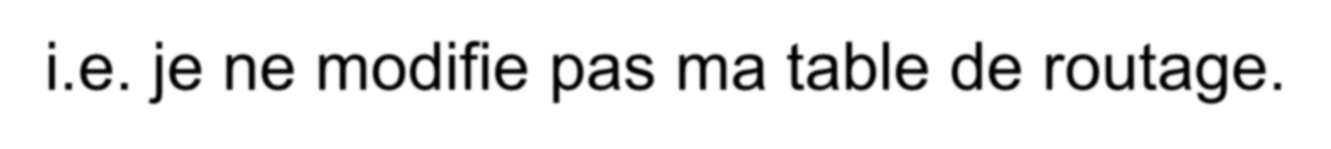 i.e. je ne modifie pas ma table de routage.